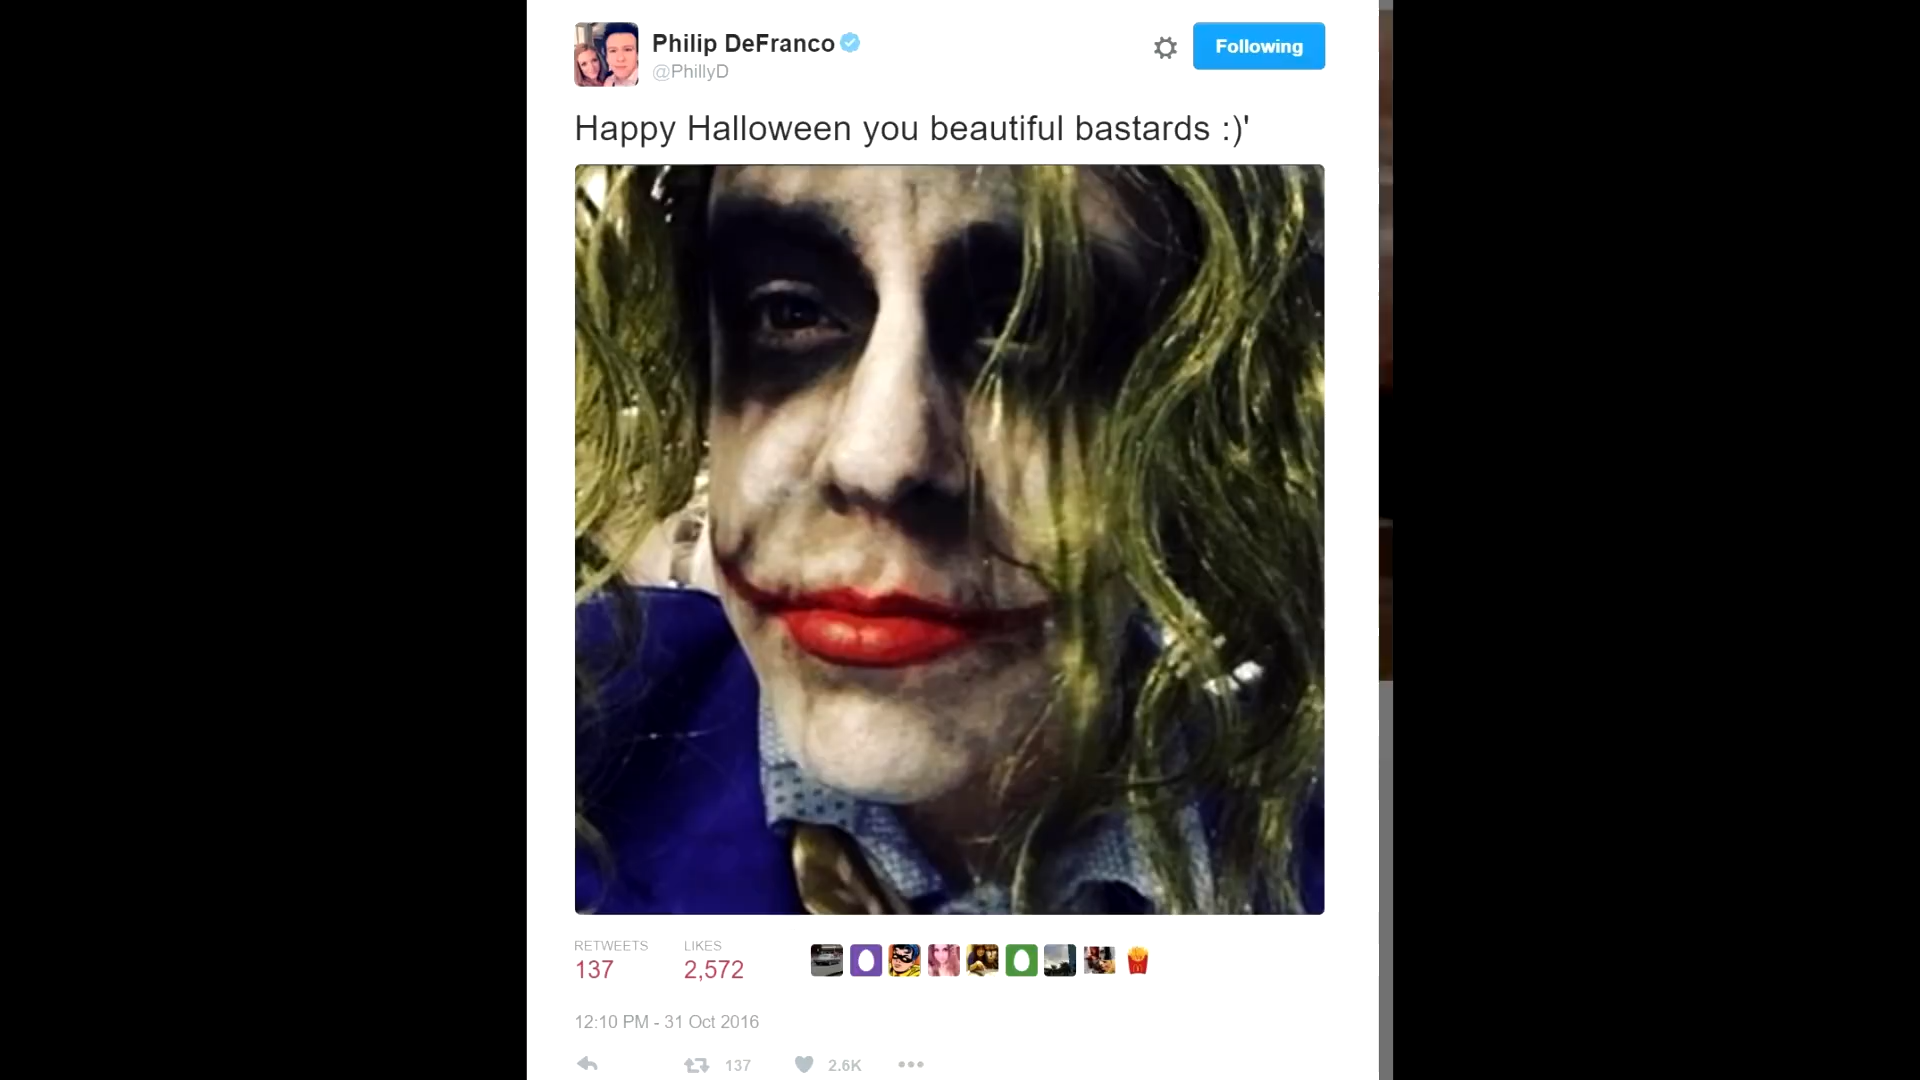 Philip DeFranco
@PhillyD
Following
Happy Halloween you beautiful bastards :)'
RETWEETS
137
LIKES
2,572
12:10 PM - 31 Oct 2016
137
2.6K